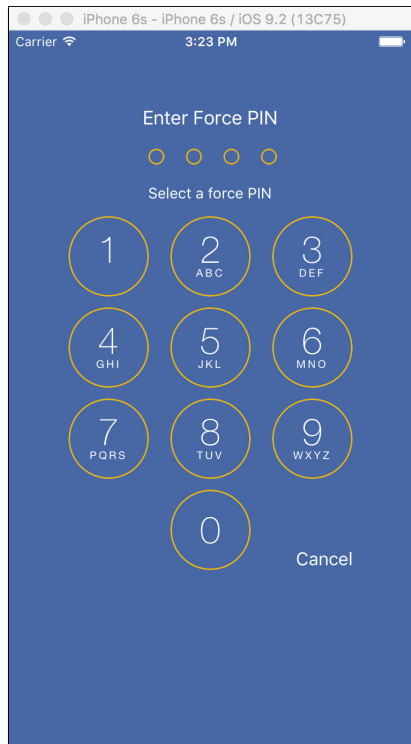 iPhone 6s - iPhone 6s / iOS 9.2 (13C75)
Carrier 3:23 PM
Enter Force PIN
Select a force PIN
1 2 3
ABC DEF
4 5 6
GHI JKL MNO
7 8 9
PQRS TUV WXYZ
0
Cancel